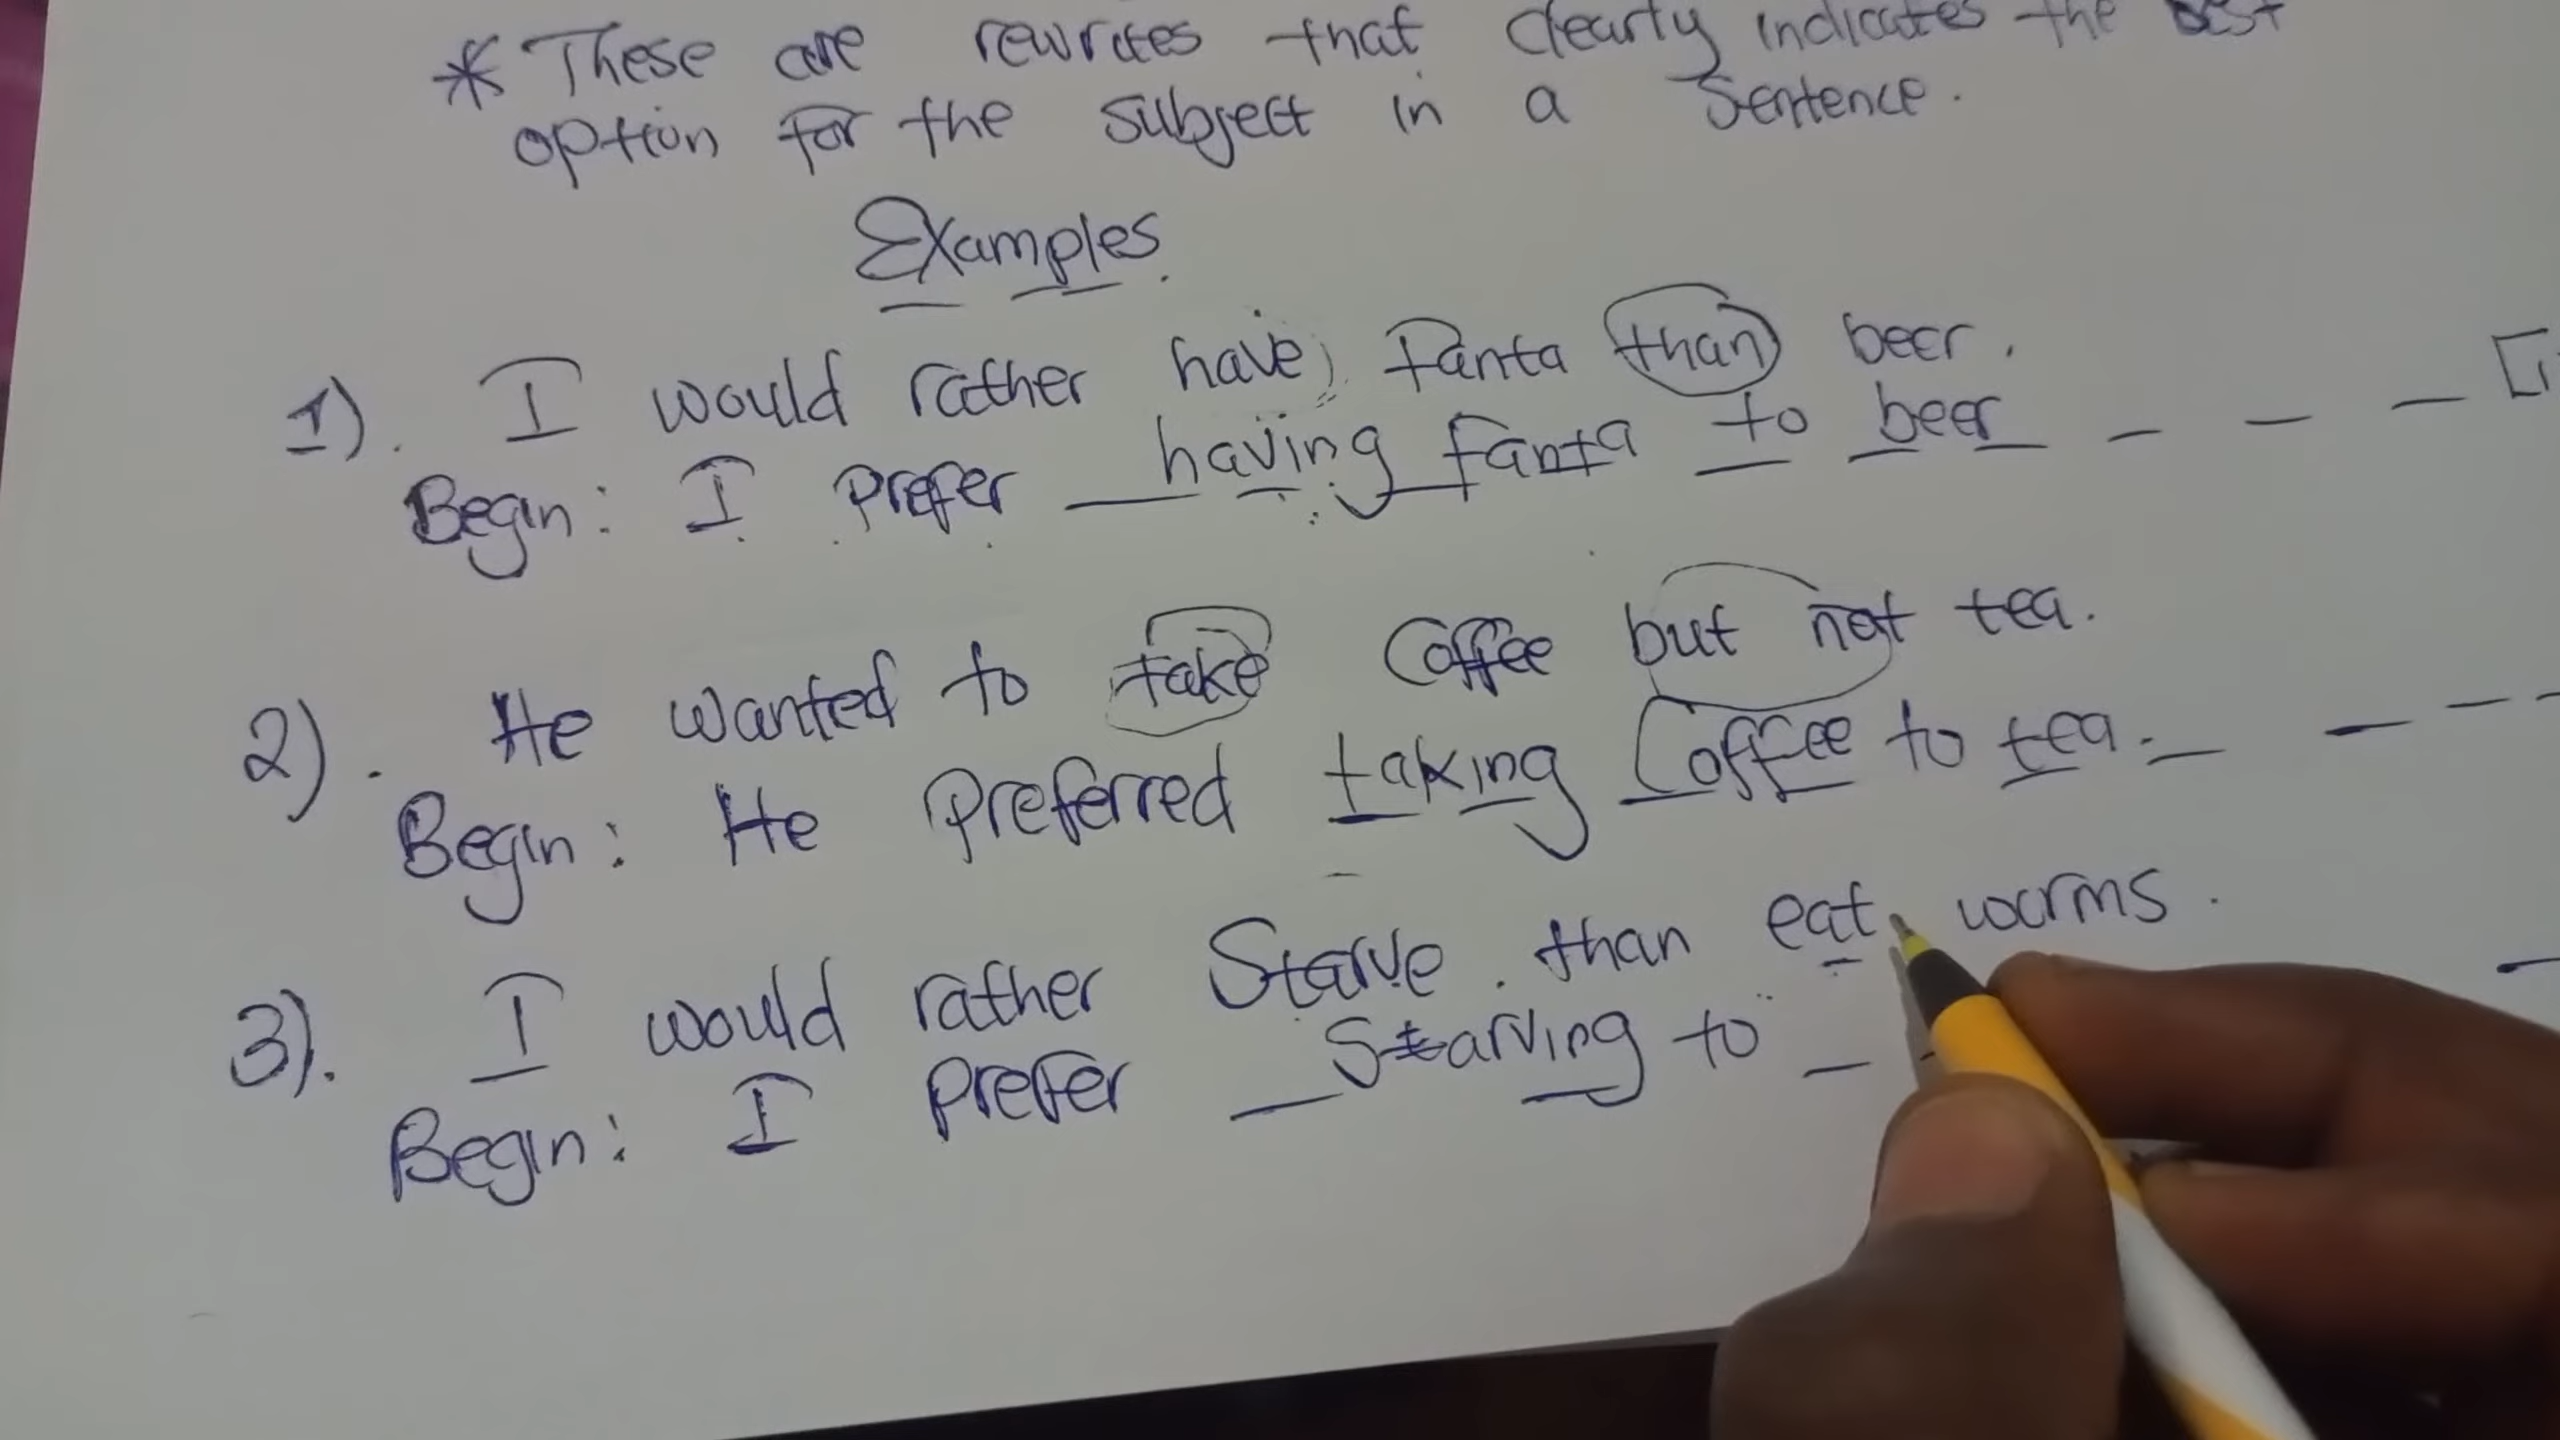 * These are rewrites that clearly indicates the best
option for the subject in a sentence.
Examples.
1). I would rather have Fanta than beer.
Begin: I prefer having fanta to beer
2). He wanted to take Coffee but not tea.
Begin: He preferred taking Coffee to tea.
3). I would rather Starve than eat worms.
Begin: I prefer Starving to